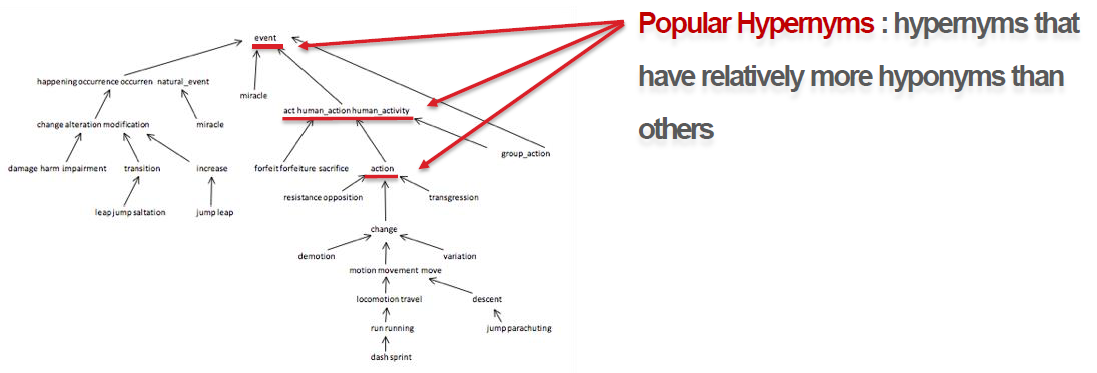 Popular Hypernyms : hypernyms that
have relatively more hyponyms than
others
event
happening occurrence occurren natural_event
miracle
act human_action human_activity
change alteration modification
miracle
group_action
damage harm impairment
transition
increase
forfeit forfeiture sacrifice
action
resistance opposition
transgression
leap jump saltation
jump leap
change
demotion
variation
motion movement move
locomotion travel
descent
run running
jump parachuting
dash sprint